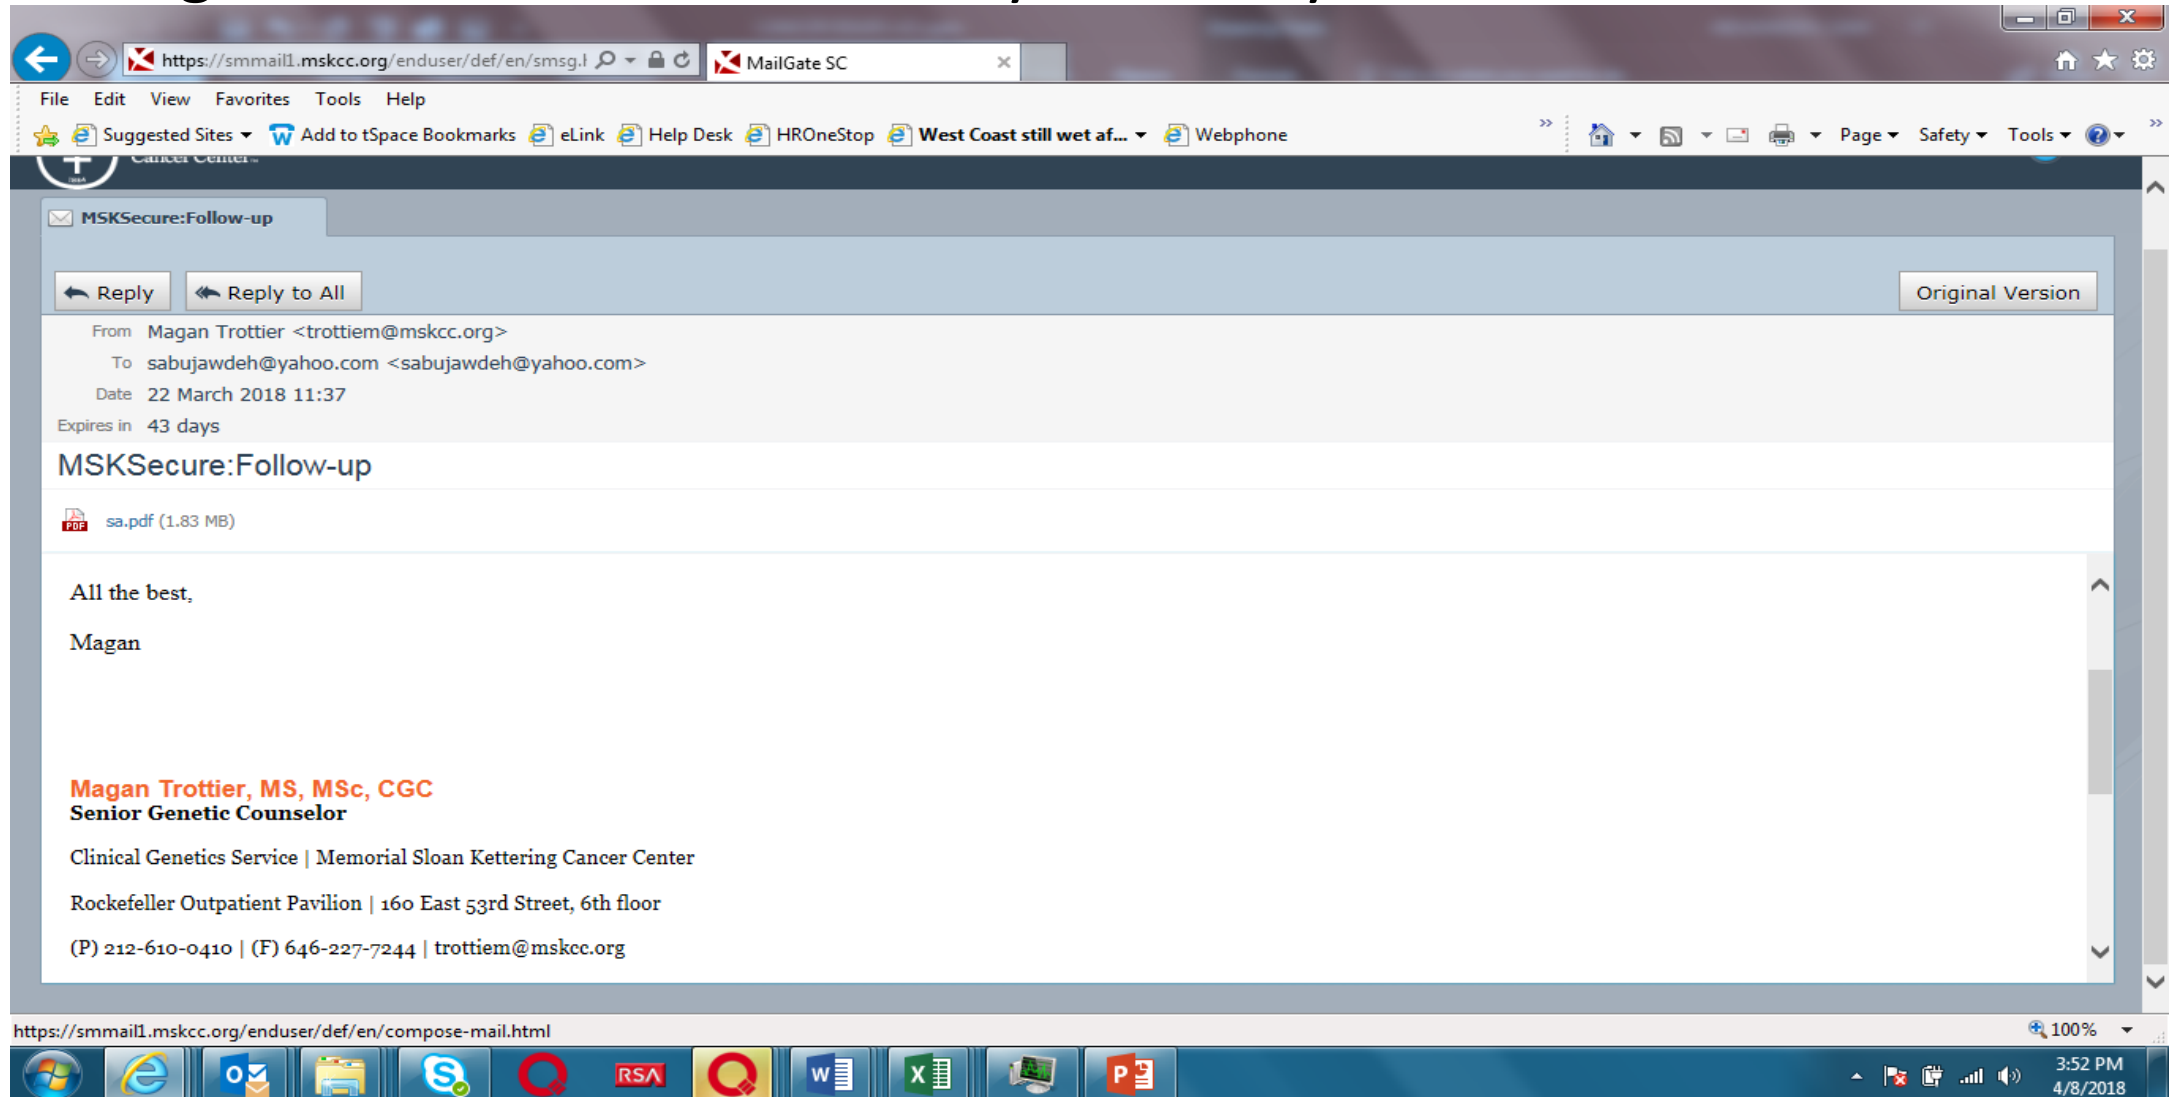 https://smmail1.mskcc.org/enduser/def/en/smsg.h
MailGate SC
File Edit View Favorites Tools Help
Suggested Sites Add to tSpace Bookmarks eLink Help Desk HROneStop West Coast still wet af... Webphone » Page Safety Tools »
Cancer Center
MSKSecure:Follow-up
Reply Reply to All Original Version
From Magan Trottier <trottiem@mskcc.org>
To sabujawdeh@yahoo.com <sabujawdeh@yahoo.com>
Date 22 March 2018 11:37
Expires in 43 days
MSKSecure:Follow-up
PDF sa.pdf (1.83 MB)
All the best,
Magan
Magan Trottier, MS, MSc, CGC
Senior Genetic Counselor
Clinical Genetics Service | Memorial Sloan Kettering Cancer Center
Rockefeller Outpatient Pavilion | 160 East 53rd Street, 6th floor
(P) 212-610-0410 | (F) 646-227-7244 | trottiem@mskcc.org
https://smmail1.mskcc.org/enduser/def/en/compose-mail.html
100%
RSA
3:52 PM
4/8/2018